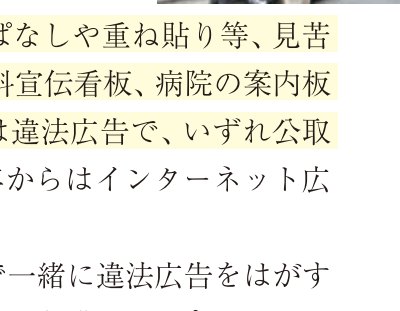 ぱなしや重ね貼り等、見苦
科宣伝看板、病院の案内板
は違法広告で、いずれ公取
からはインターネット広
で一緒に違法広告をはがす